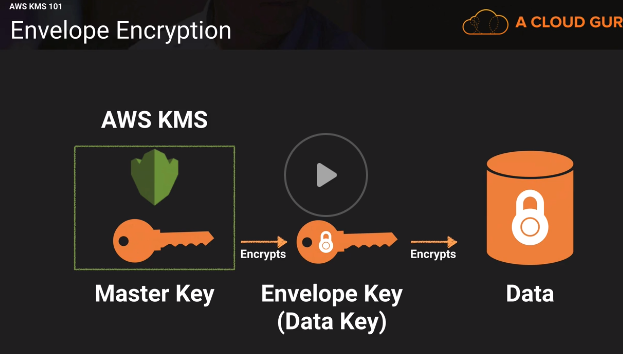 AWS KMS 101
Envelope Encryption
A CLOUD GUR
AWS KMS
Encrypts
Encrypts
Master Key
Envelope Key
(Data Key)
Data